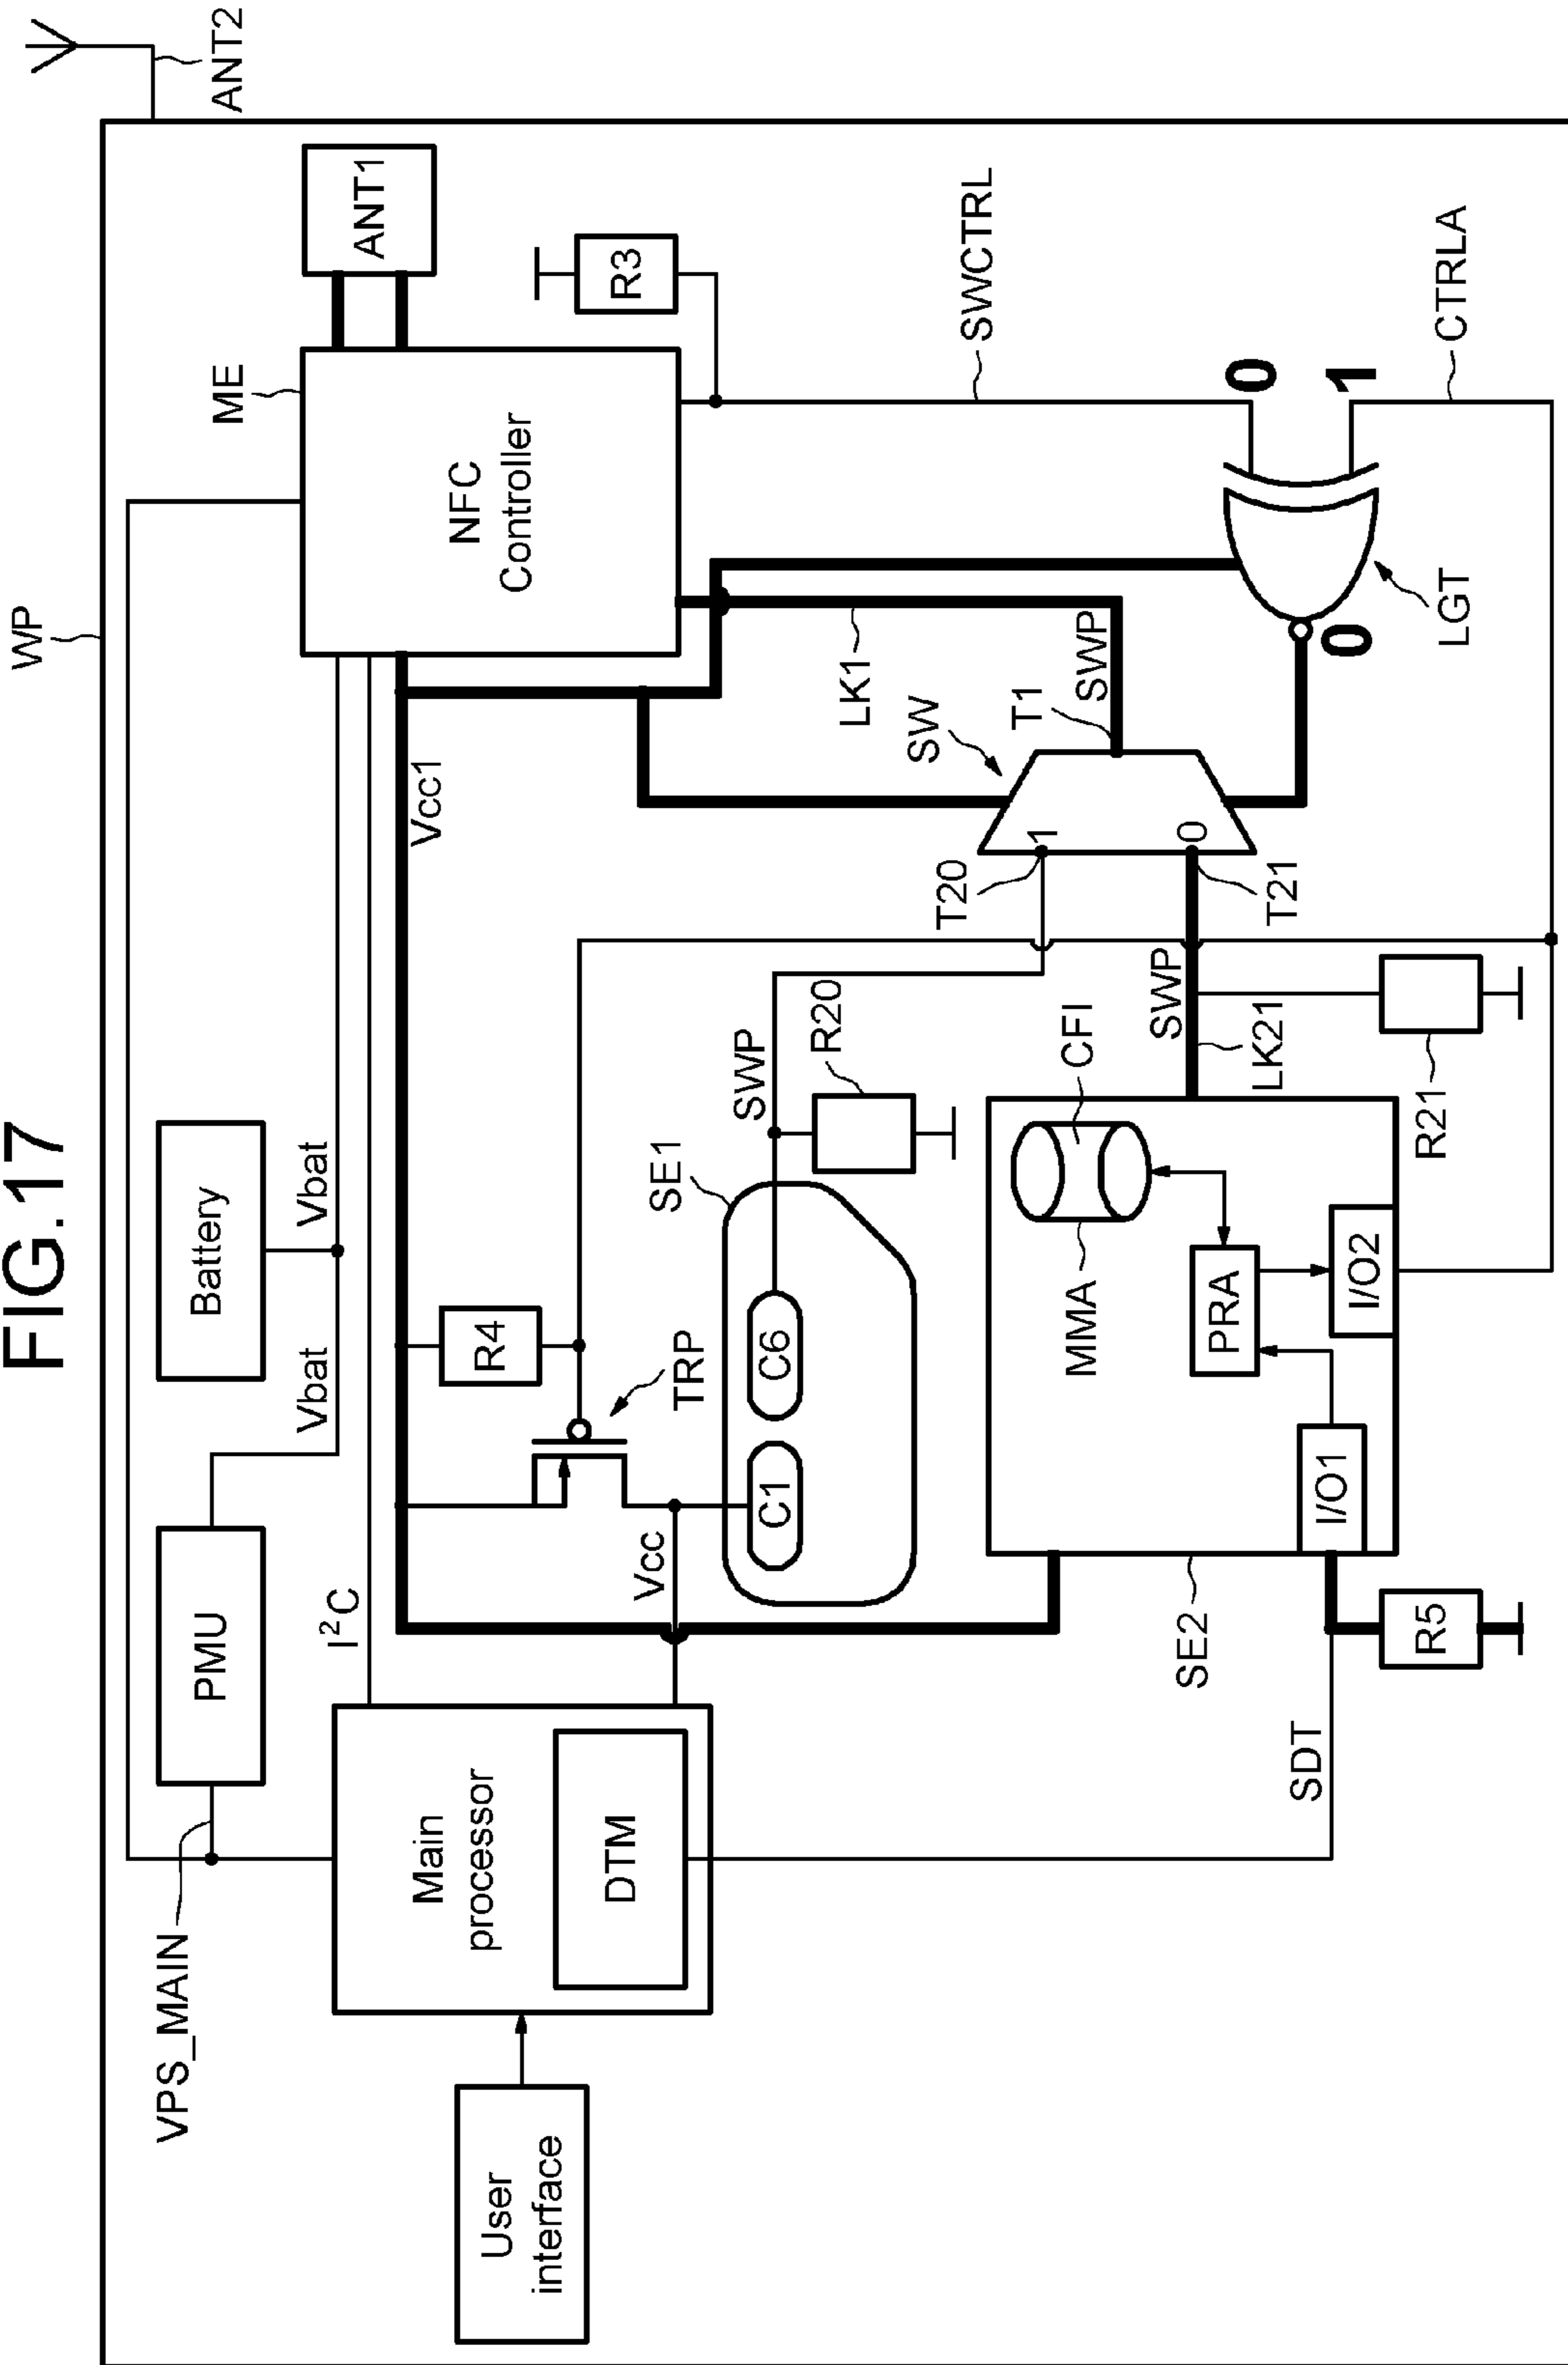 FIG.17
WP
ANT2
VPS_MAIN
PMU
Vbat
Battery
Vbat
I²C
ME
ANT1
NFC
Controller
R3
Main
processor
DTM
User
interface
Vcc1
R4
TRP
Vcc
C1
C6
SE1
SWP
R20
LK1
SWP
T1
SW
1
0
T20
T21
SWCTRL
0
1
CTRLA
0
LGT
SWP
LK21
R21
CFI
MMA
PRA
I/O2
I/O1
SE2
SDT
R5